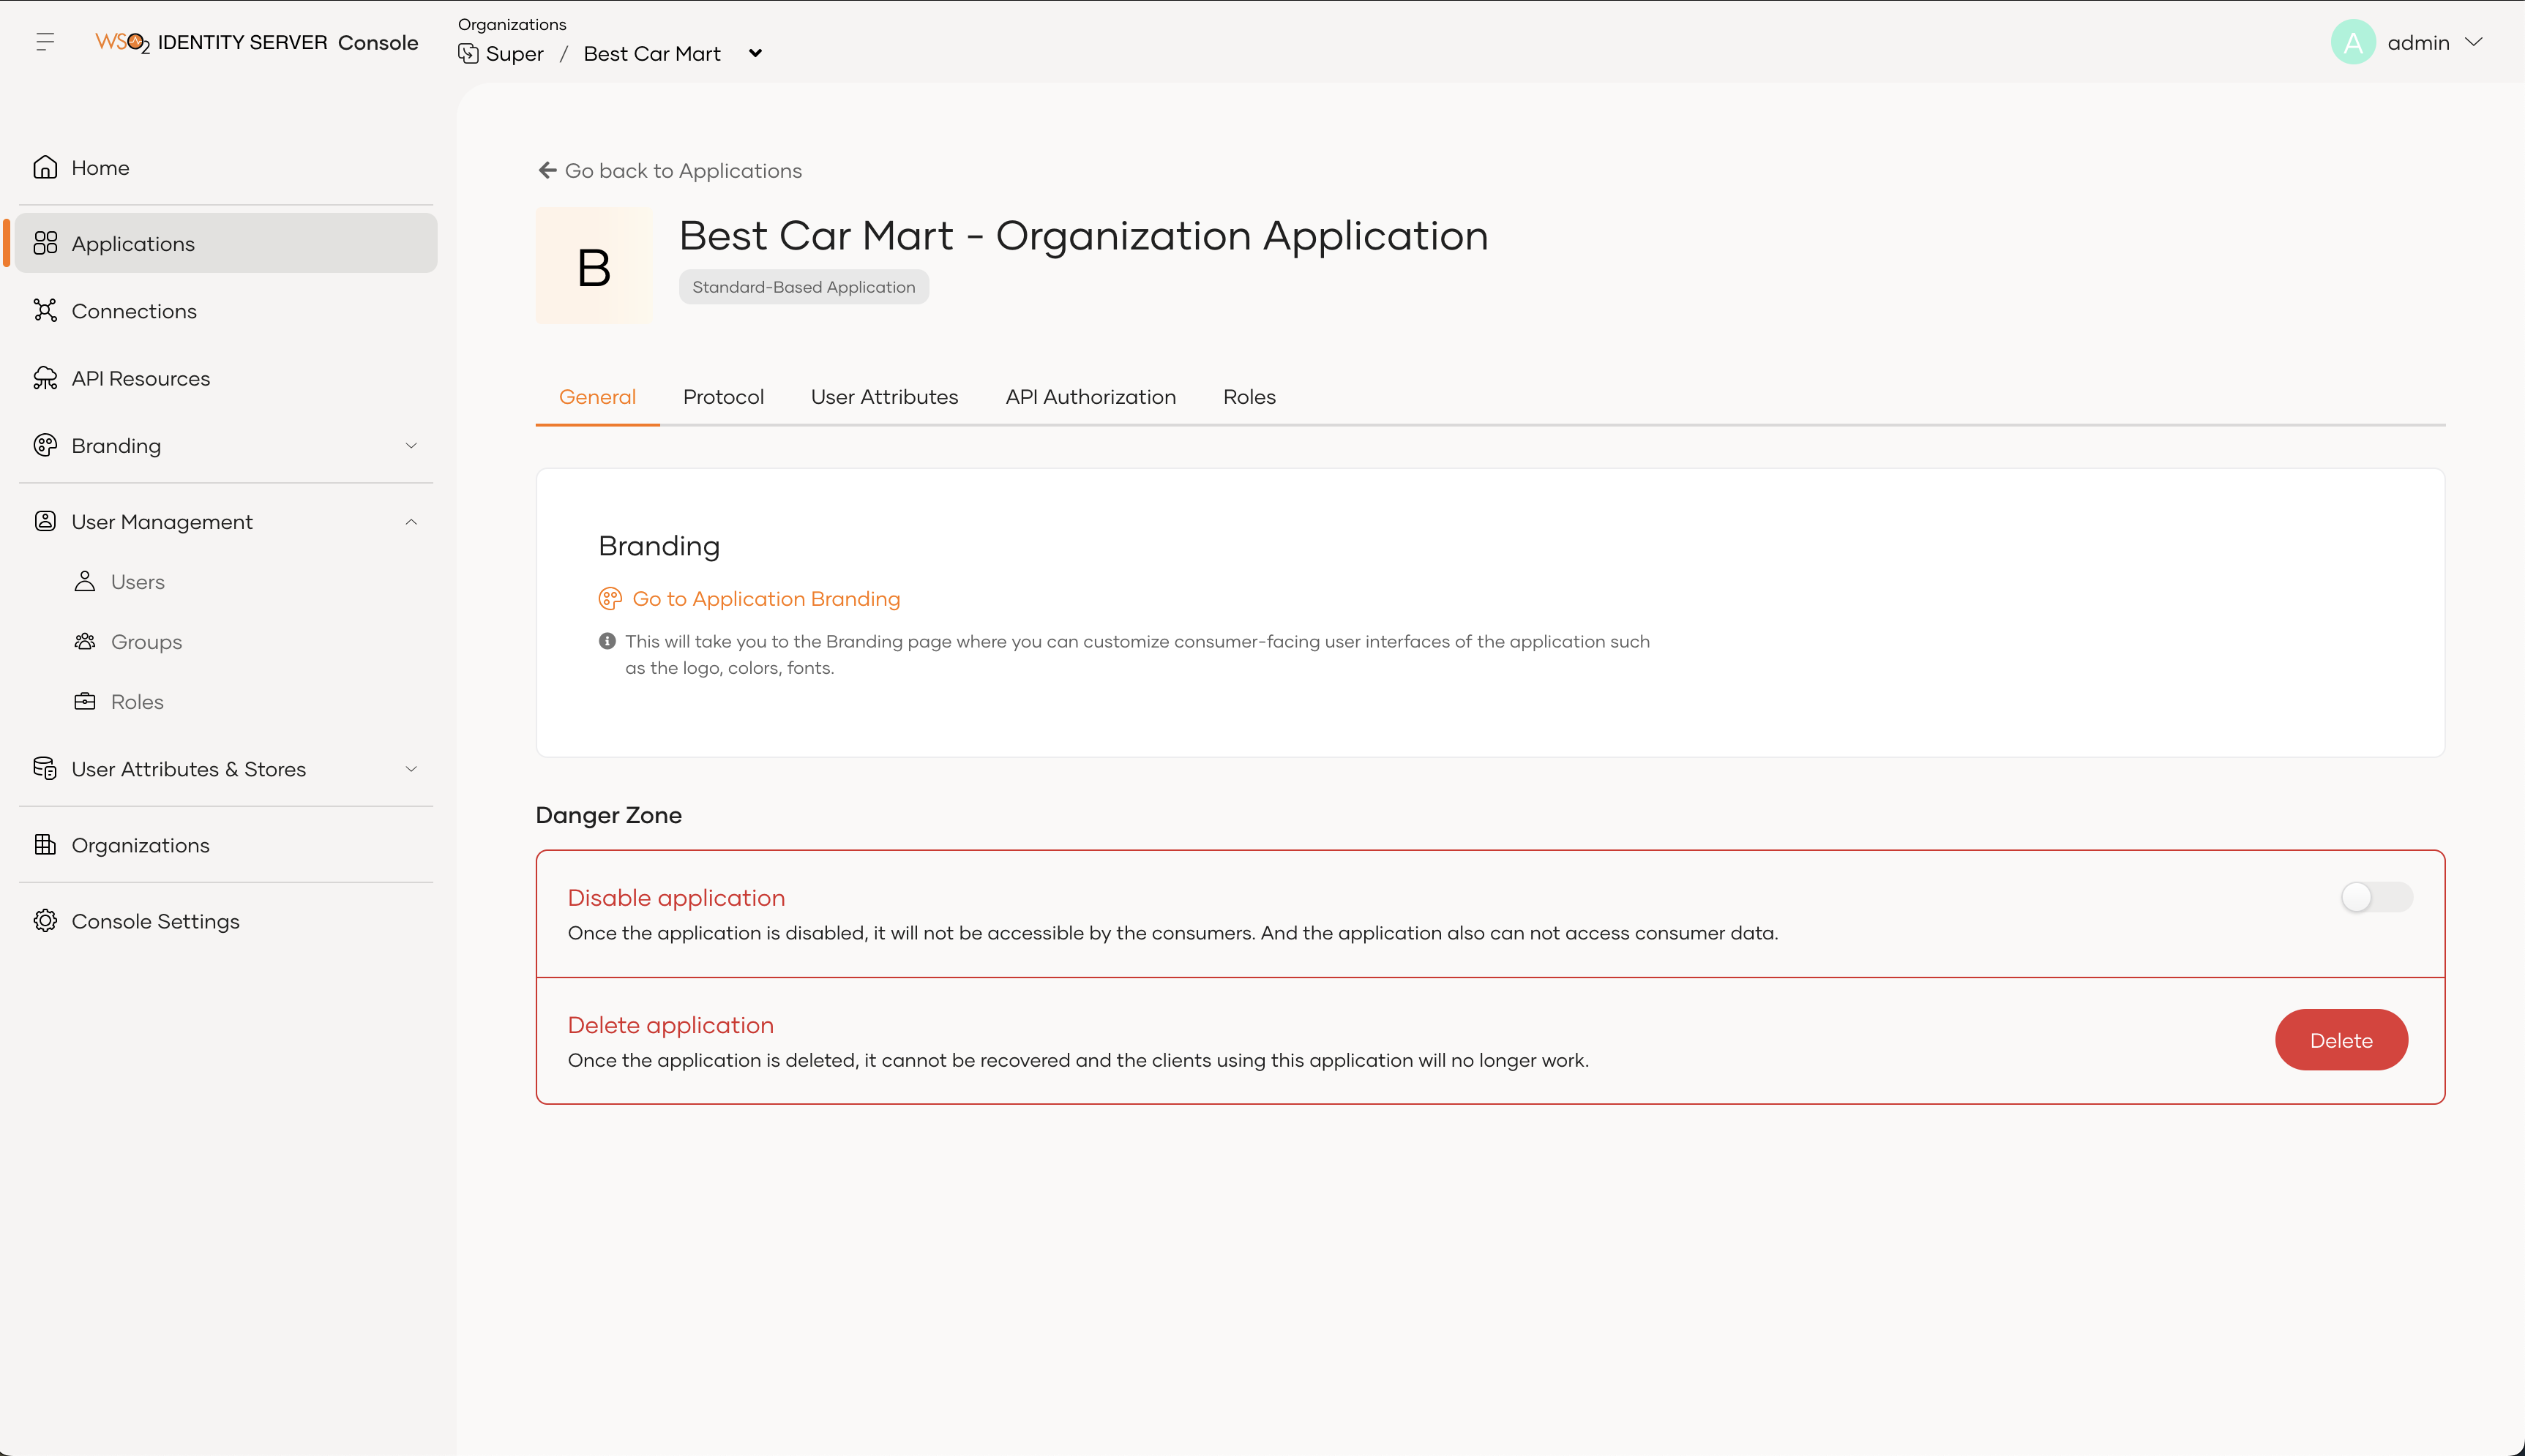 WSO2 IDENTITY SERVER Console
Organizations
Super / Best Car Mart
A admin
Home
Applications
Connections
API Resources
Branding
User Management
Users
Groups
Roles
User Attributes & Stores
Organizations
Console Settings
Go back to Applications
B
Best Car Mart - Organization Application
Standard-Based Application
General Protocol User Attributes API Authorization Roles
Branding
Go to Application Branding
This will take you to the Branding page where you can customize consumer-facing user interfaces of the application such
as the logo, colors, fonts.
Danger Zone
Disable application
Once the application is disabled, it will not be accessible by the consumers. And the application also can not access consumer data.
Delete application
Once the application is deleted, it cannot be recovered and the clients using this application will no longer work.
Delete